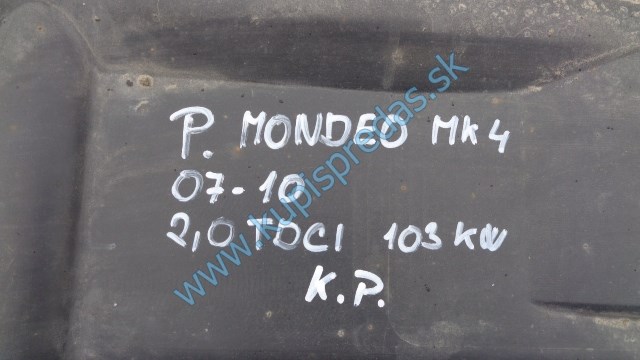 P. MONDEO MK4
07-10
2,0 TDCI 103 KW
K.P.
www.kupispredas.sk